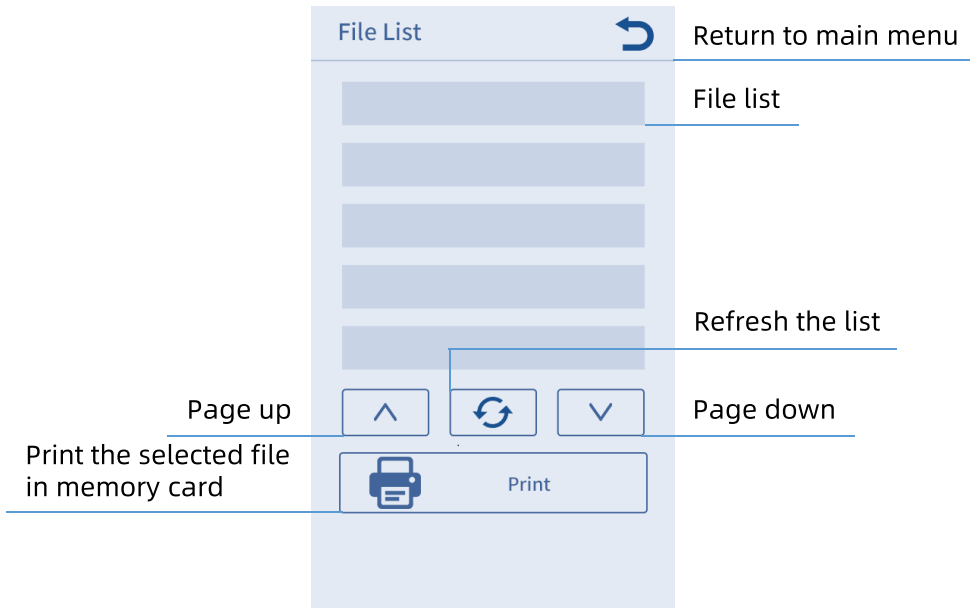 File List
Return to main menu
File list
Refresh the list
Page up
Page down
Print the selected file
in memory card
Print